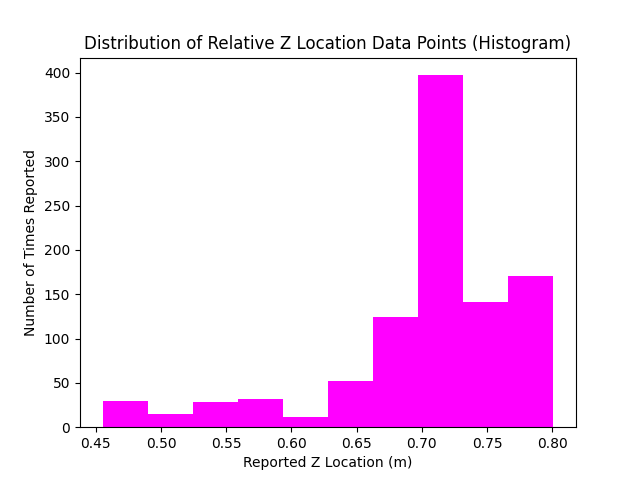 Distribution of Relative Z Location Data Points (Histogram)
400
350
300
250
200
150
100
50
0
Number of Times Reported
0.45 0.50 0.55 0.60 0.65 0.70 0.75 0.80
Reported Z Location (m)